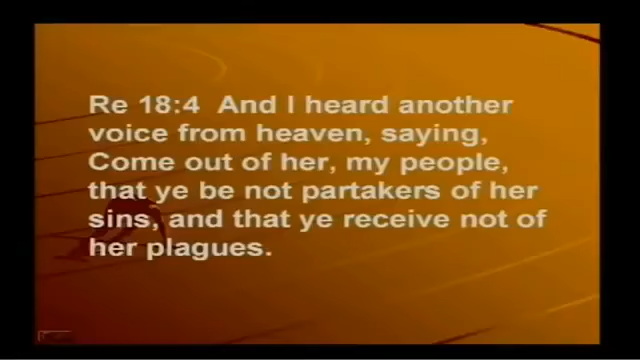 Re 18:4 And I heard another
voice from heaven, saying,
Come out of her, my people,
that ye be not partakers of her
sins, and that ye receive not of
her plagues.